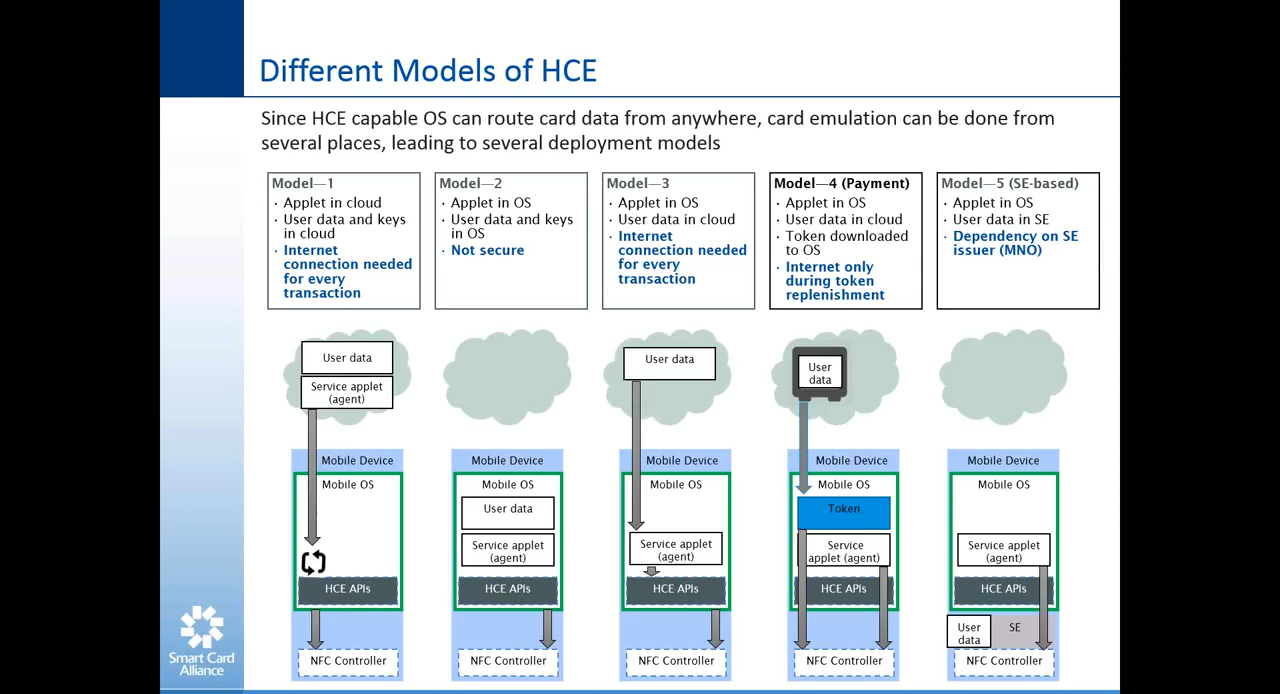 Different Models of HCE
Since HCE capable OS can route card data from anywhere, card emulation can be done from
several places, leading to several deployment models
Model—1
· Applet in cloud
· User data and keys
in cloud
· Internet
connection needed
for every
transaction
Model—2
· Applet in OS
· User data and keys
in OS
· Not secure
Model—3
· Applet in OS
· User data in cloud
· Internet
connection needed
for every
transaction
Model—4 (Payment)
· Applet in OS
· User data in cloud
· Token downloaded
to OS
· Internet only
during token
replenishment
Model—5 (SE-based)
· Applet in OS
· User data in SE
· Dependency on SE
issuer (MNO)
User data
Service applet
(agent)
Mobile Device
Mobile OS
HCE APIs
NFC Controller
Mobile Device
Mobile OS
User data
Service applet
(agent)
HCE APIs
NFC Controller
User data
Mobile Device
Mobile OS
Service applet
(agent)
HCE APIs
NFC Controller
User
data
Mobile Device
Mobile OS
Token
Service
applet (agent)
HCE APIs
NFC Controller
Mobile Device
Mobile OS
Service applet
(agent)
HCE APIs
User
data
SE
NFC Controller
Smart Card
Alliance